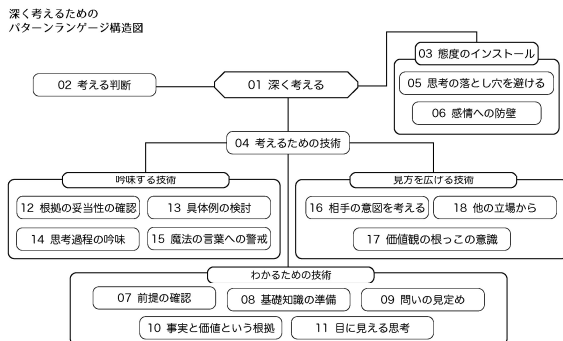 深く考えるための
パターンランゲージ構造図
03 態度のインストール
02 考える判断
01 深く考える
05 思考の落とし穴を避ける
06 感情への防壁
04 考えるための技術
吟味する技術
見方を広げる技術
12 根拠の妥当性の確認
13 具体例の検討
16 相手の意図を考える
18 他の立場から
14 思考過程の吟味
15 魔法の言葉への警戒
17 価値観の根っこの意識
わかるための技術
07 前提の確認
08 基礎知識の準備
09 問いの見定め
10 事実と価値という根拠
11 目に見える思考